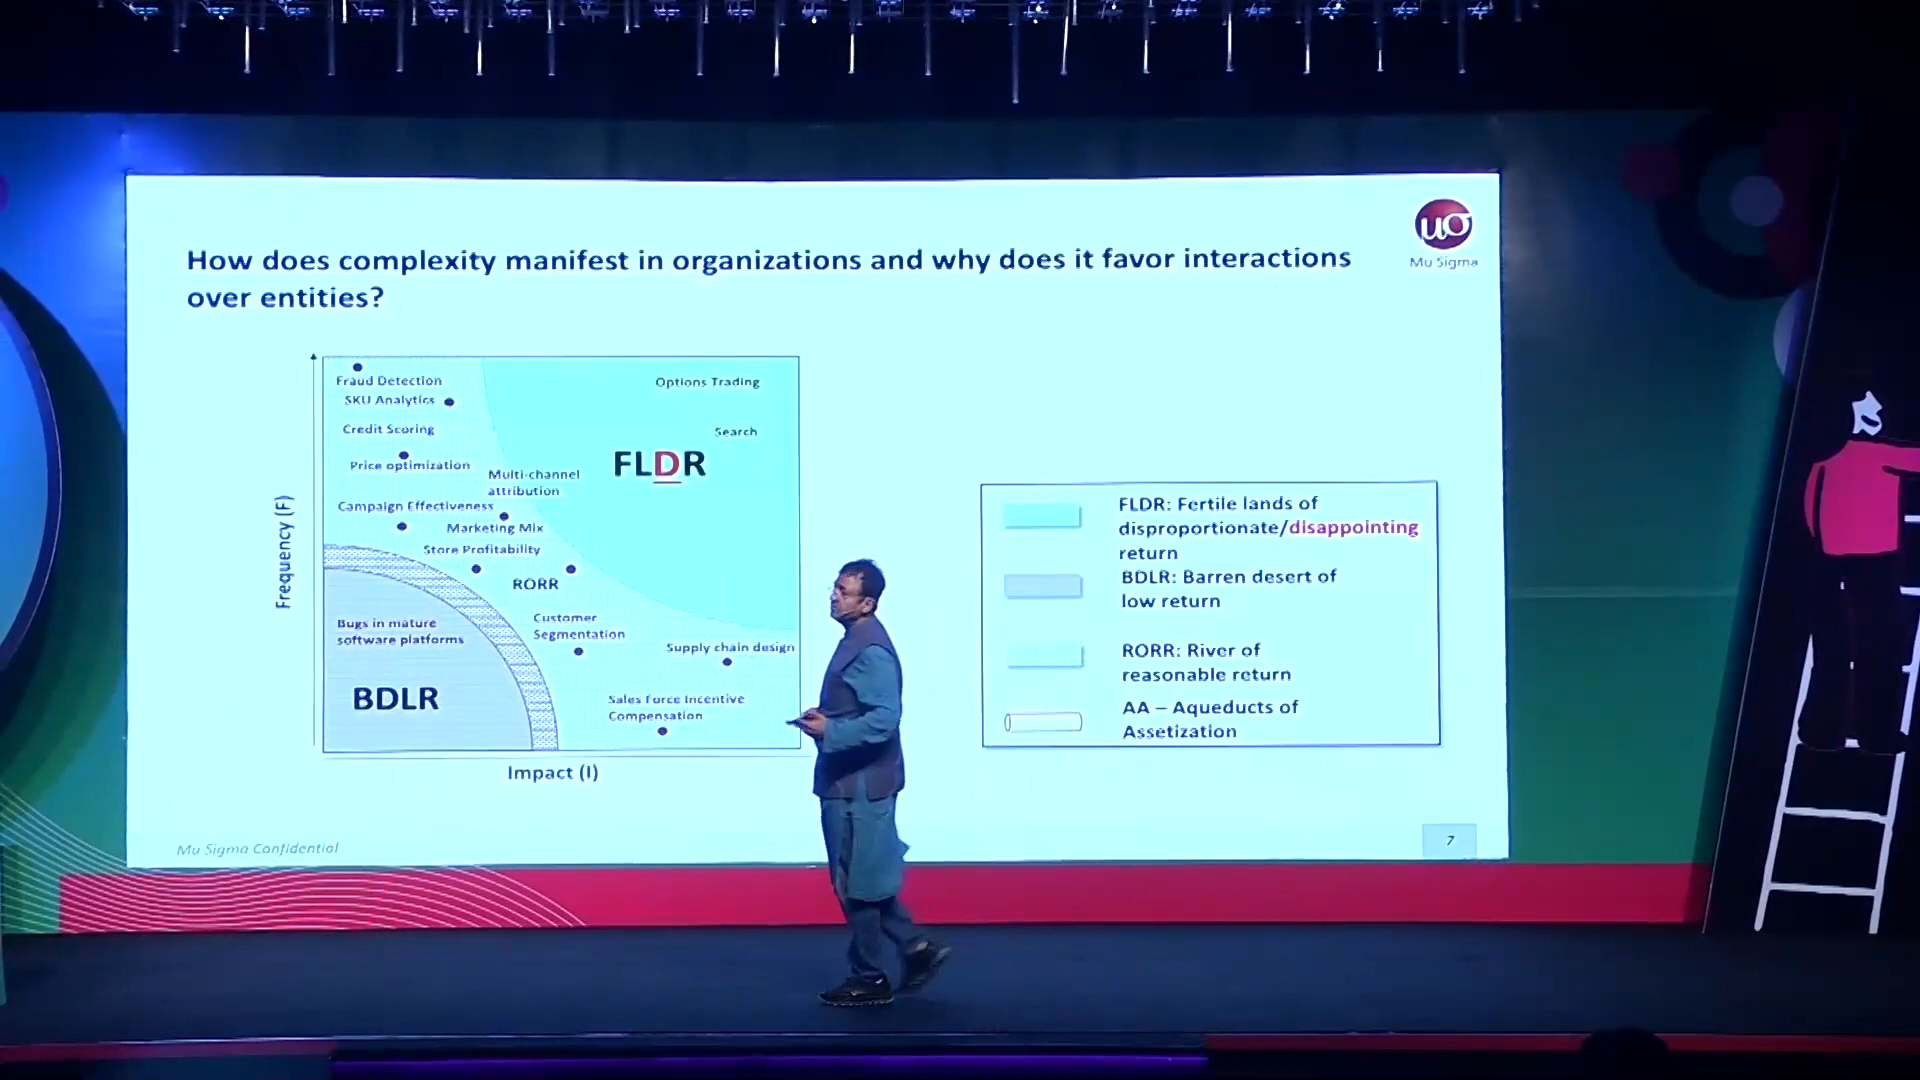 How does complexity manifest in organizations and why does it favor interactions
over entities?
uσ
Mu Sigma
Fraud Detection
SKU Analytics
Credit Scoring
Price optimization
Multi-channel
attribution
Campaign Effectiveness
Marketing Mix
Store Profitability
RORR
Options Trading
Search
FLDR
Customer
Segmentation
Supply chain design
Sales Force Incentive
Compensation
Bugs in mature
software platforms
BDLR
Frequency (F)
Impact (I)
FLDR: Fertile lands of
disproportionate/disappointing
return
BDLR: Barren desert of
low return
RORR: River of
reasonable return
AA – Aqueducts of
Assetization
Mu Sigma Confidential
7